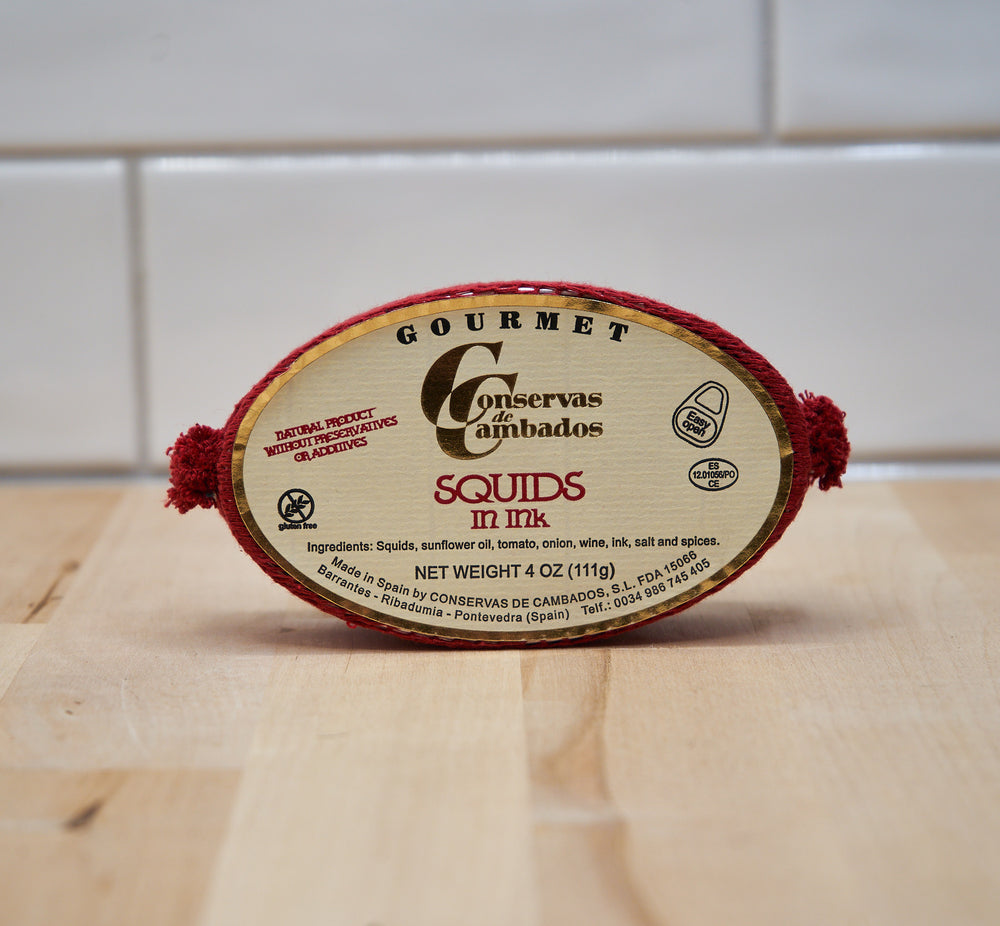 GOURMET
Conservas
de
Cambados
NATURAL PRODUCT
WITHOUT PRESERVATIVES
OR ADDITIVES
Easy
open
ES
12.01056/PO
CE
SQUIDS
IN INK
gluten free
Ingredients: Squids, sunflower oil, tomato, onion, wine, ink, salt and spices.
NET WEIGHT 4 OZ (111g)
Made in Spain by CONSERVAS DE CAMBADOS, S.L. FDA 15066
Barrantes - Ribadumia - Pontevedra (Spain) Telf.: 0034 986 745 405